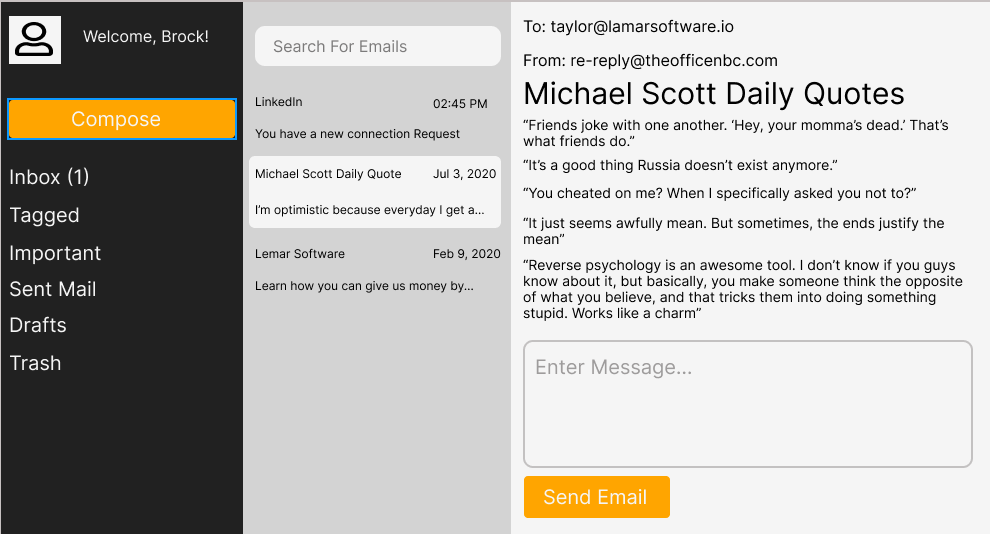 Welcome, Brock!
Compose
Inbox (1)
Tagged
Important
Sent Mail
Drafts
Trash
Search For Emails
LinkedIn 02:45 PM
You have a new connection Request
Michael Scott Daily Quote Jul 3, 2020
I’m optimistic because everyday I get a...
Lemar Software Feb 9, 2020
Learn how you can give us money by...
To: taylor@lamarsoftware.io
From: re-reply@theofficenbc.com
Michael Scott Daily Quotes
“Friends joke with one another. ‘Hey, your momma’s dead.’ That’s
what friends do.”
“It’s a good thing Russia doesn’t exist anymore.”
“You cheated on me? When I specifically asked you not to?”
“It just seems awfully mean. But sometimes, the ends justify the
mean”
“Reverse psychology is an awesome tool. I don’t know if you guys
know about it, but basically, you make someone think the opposite
of what you believe, and that tricks them into doing something
stupid. Works like a charm”
Enter Message...
Send Email